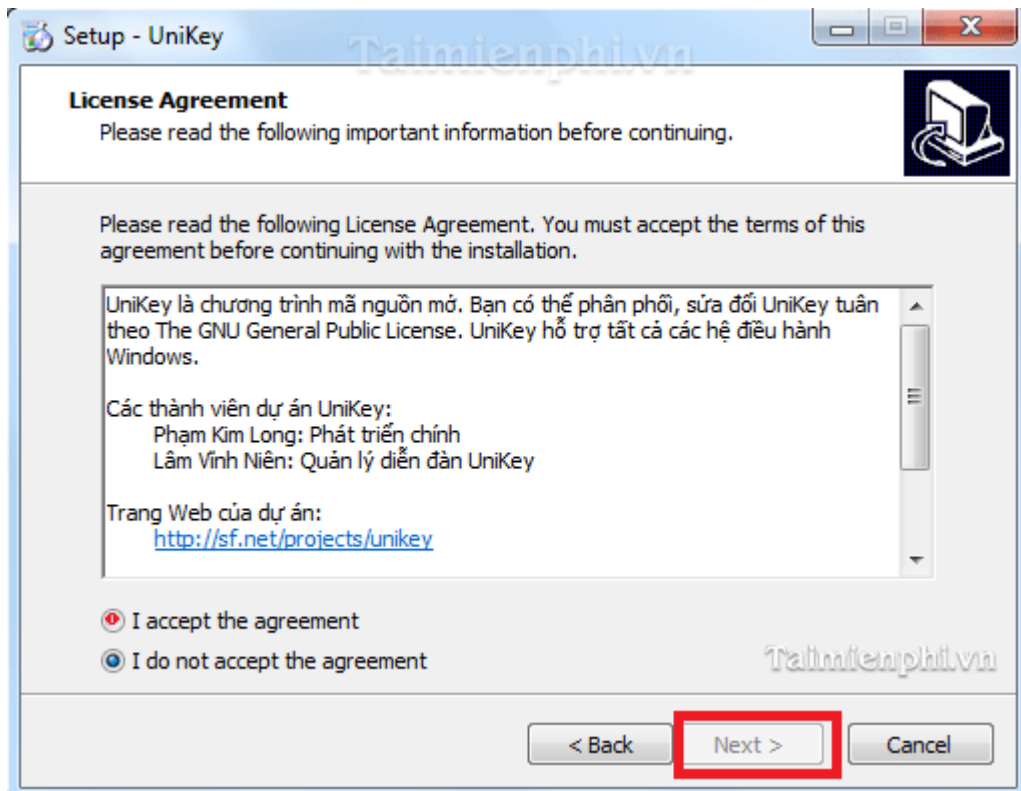 Setup - UniKey
Taimienphi.vn
License Agreement
Please read the following important information before continuing.
Please read the following License Agreement. You must accept the terms of this
agreement before continuing with the installation.
UniKey là chương trình mã nguồn mở. Bạn có thể phân phối, sửa đổi UniKey tuân
theo The GNU General Public License. UniKey hỗ trợ tất cả các hệ điều hành
Windows.
Các thành viên dự án UniKey:
Phạm Kim Long: Phát triển chính
Lâm Vĩnh Niên: Quản lý diễn đàn UniKey
Trang Web của dự án:
http://sf.net/projects/unikey
I accept the agreement
I do not accept the agreement
Taimienphi.vn
< Back
Next >
Cancel